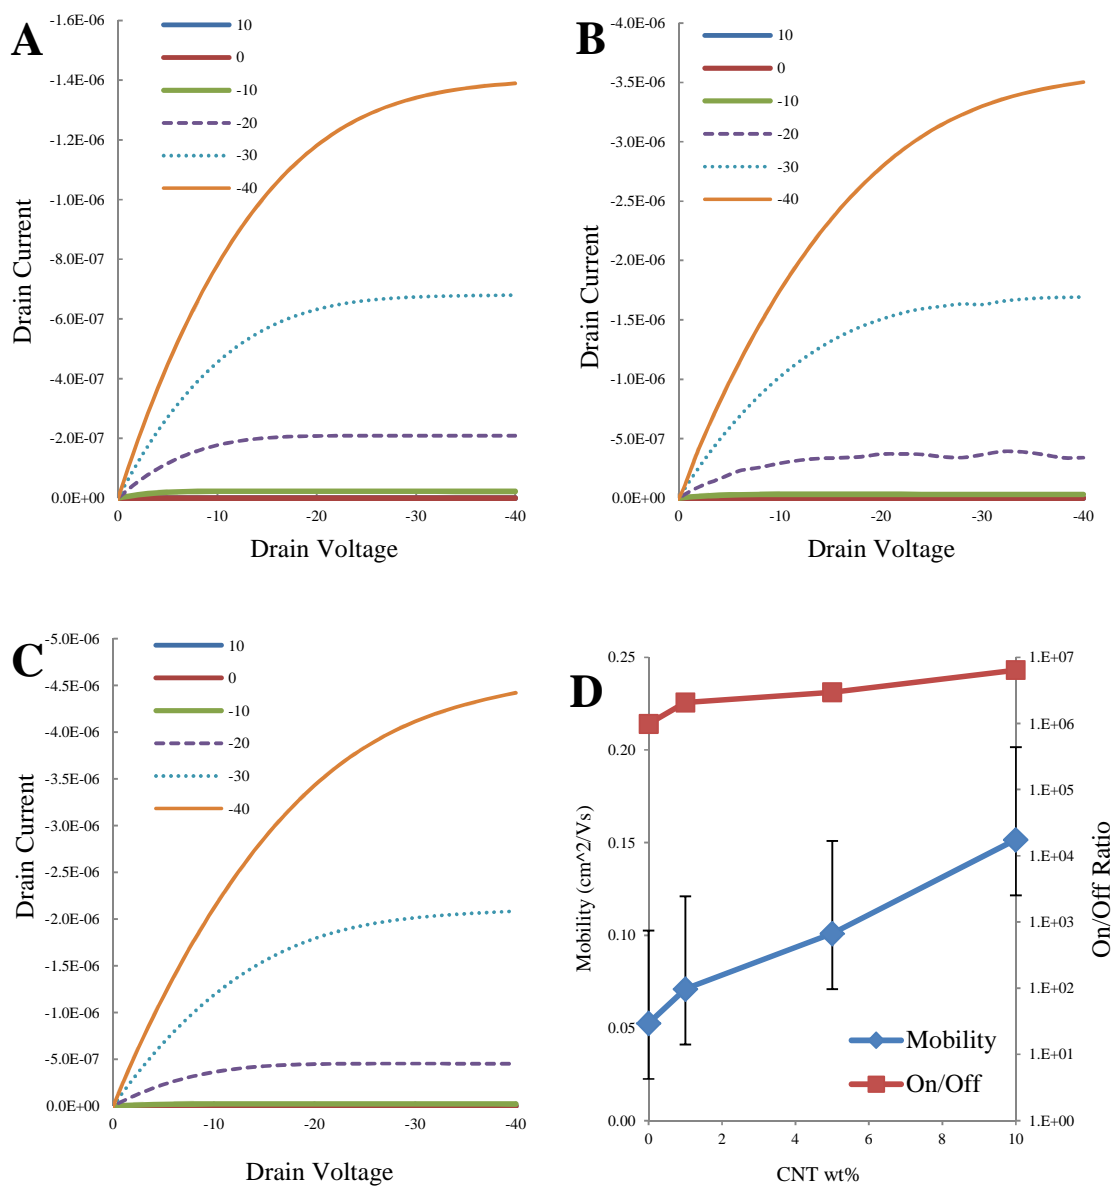 A
-1.6E-06
-1.4E-06
-1.2E-06
-1.0E-06
-8.0E-07
-6.0E-07
-4.0E-07
-2.0E-07
0.0E+00
10
0
-10
-20
-30
-40
0
-10
-20
-30
-40
Drain Current
Drain Voltage
B
-4.0E-06
-3.5E-06
-3.0E-06
-2.5E-06
-2.0E-06
-1.5E-06
-1.0E-06
-5.0E-07
0.0E+00
10
0
-10
-20
-30
-40
0
-10
-20
-30
-40
Drain Current
Drain Voltage
C
-5.0E-06
-4.5E-06
-4.0E-06
-3.5E-06
-3.0E-06
-2.5E-06
-2.0E-06
-1.5E-06
-1.0E-06
-5.0E-07
0.0E+00
10
0
-10
-20
-30
-40
0
-10
-20
-30
-40
Drain Current
Drain Voltage
D
0.25
0.20
0.15
0.10
0.05
0.00
Mobility (cm^2/Vs)
1.E+07
1.E+06
1.E+05
1.E+04
1.E+03
1.E+02
1.E+01
1.E+00
On/Off Ratio
Mobility
On/Off
0
2
4
6
8
10
CNT wt%